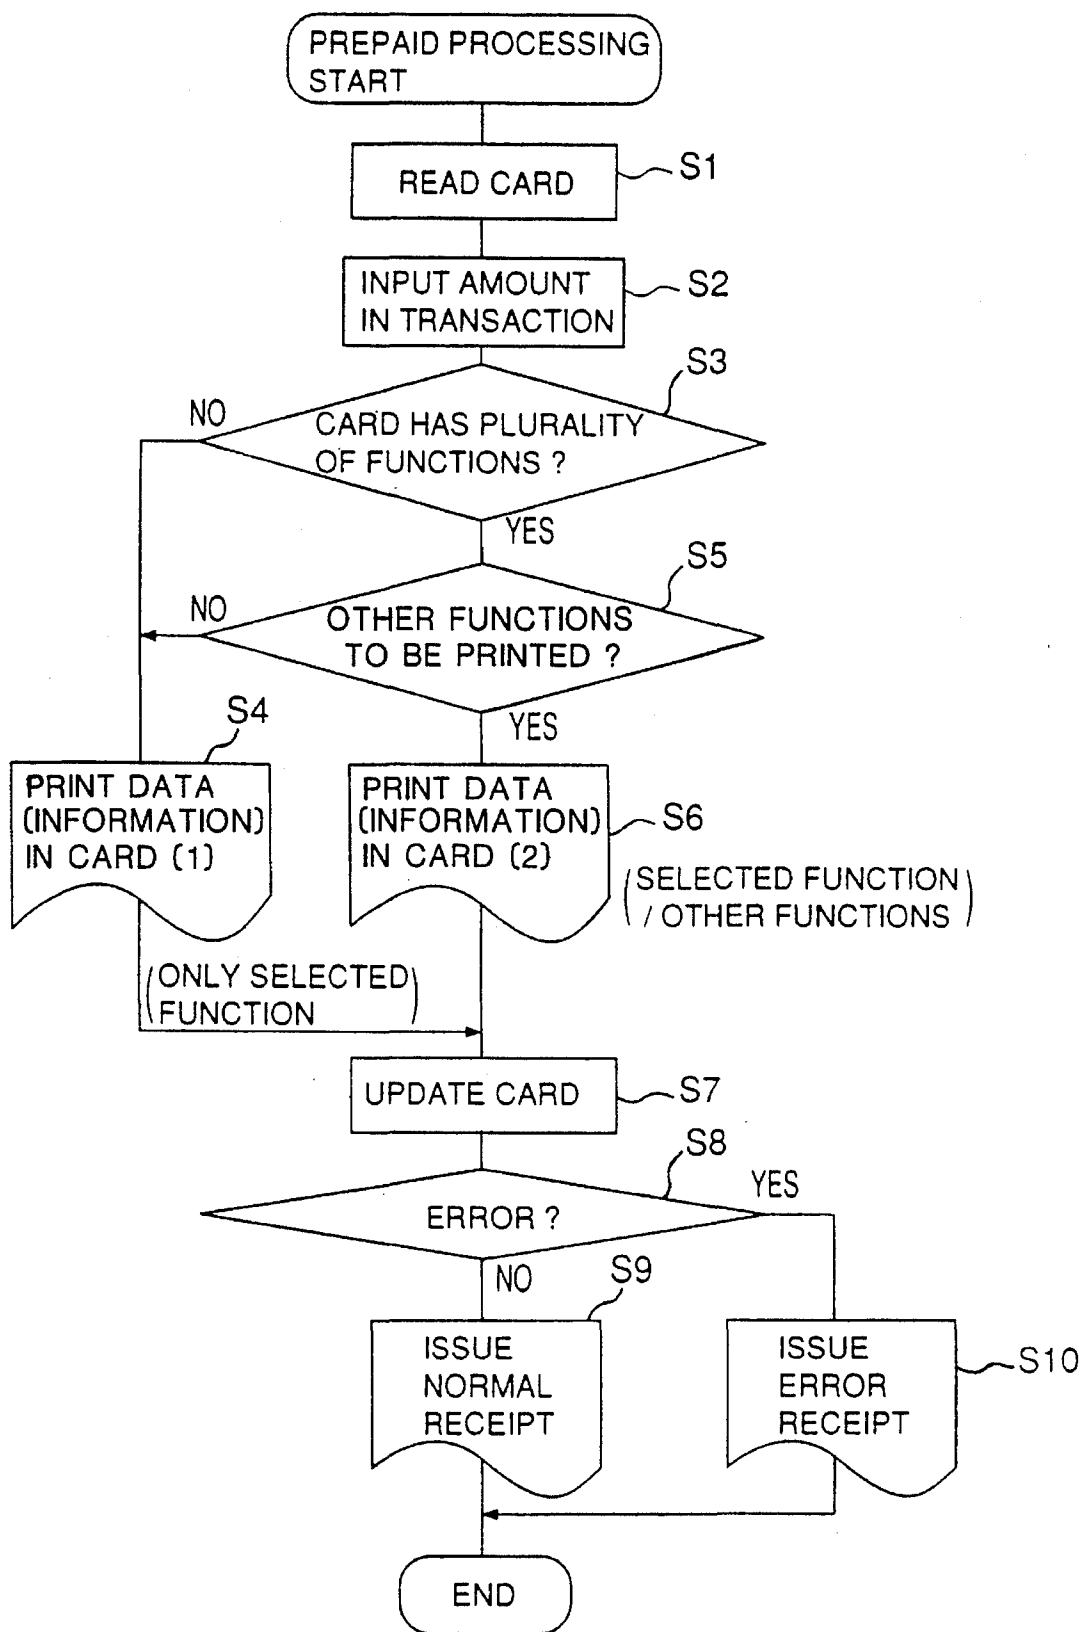 PREPAID PROCESSING
START
READ CARD
S1
INPUT AMOUNT
IN TRANSACTION
S2
S3
NO
CARD HAS PLURALITY
OF FUNCTIONS ?
YES
S5
NO
OTHER FUNCTIONS
TO BE PRINTED ?
YES
S4
PRINT DATA
(INFORMATION)
IN CARD (1)
PRINT DATA
(INFORMATION)
IN CARD (2)
S6
(SELECTED FUNCTION
/ OTHER FUNCTIONS)
(ONLY SELECTED
FUNCTION)
UPDATE CARD
S7
S8
ERROR ?
YES
NO
S9
ISSUE
NORMAL
RECEIPT
ISSUE
ERROR
RECEIPT
S10
END